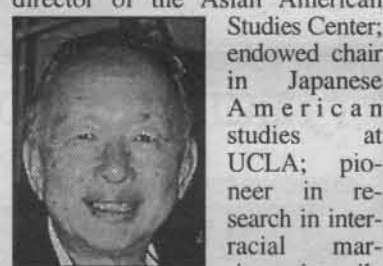 director of the Asian American
Studies Center;
endowed chair
in Japanese
American
studies at
UCLA; pio-
neer in re-
search in inter-
racial mar-